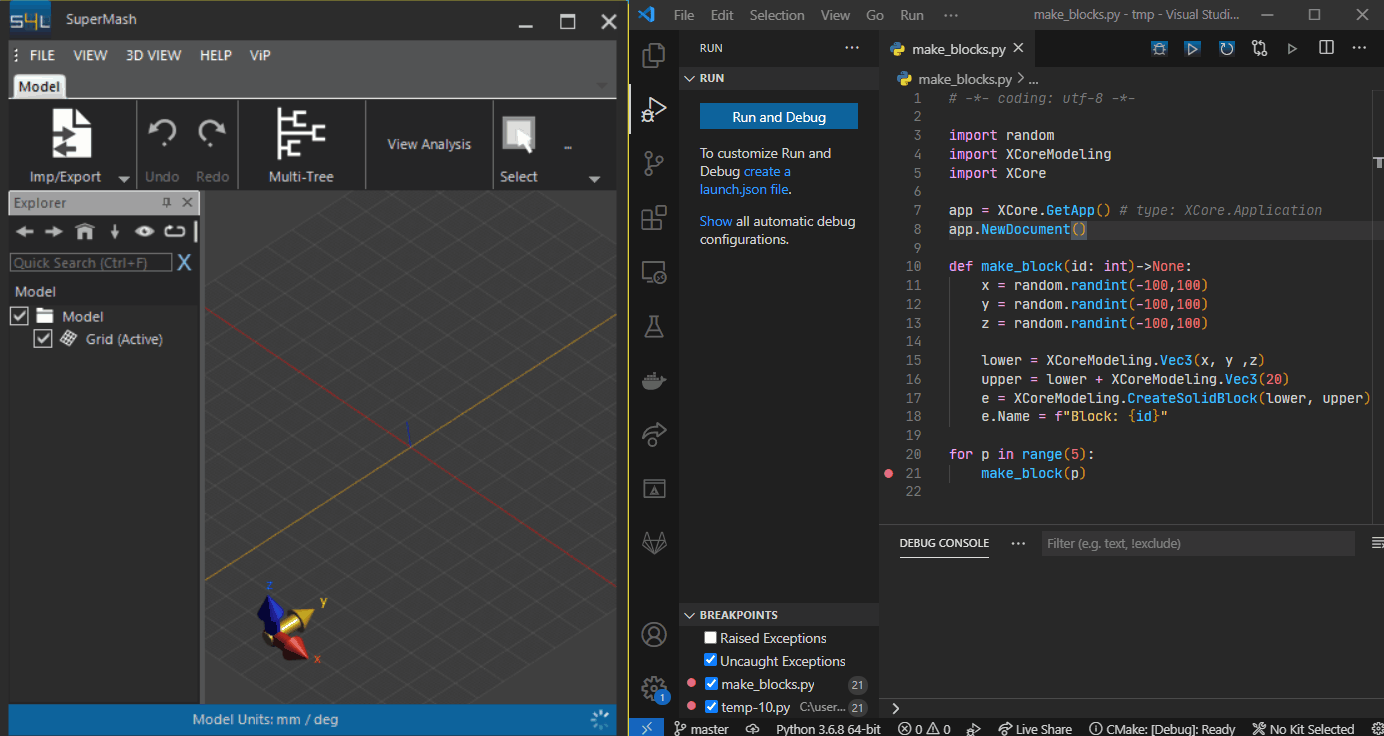 S4L SuperMash
FILE VIEW 3D VIEW HELP ViP
Model
Imp/Export Undo Redo Multi-Tree View Analysis Select ...
Explorer
Quick Search (Ctrl+F) X
Model
Model
Grid (Active)
z
y
x
Model Units: mm / deg
File Edit Selection View Go Run ··· make_blocks.py - tmp - Visual Studi...
RUN ···
RUN
Run and Debug
To customize Run and
Debug create a
launch.json file.
Show all automatic debug
configurations.
BREAKPOINTS
Raised Exceptions
Uncaught Exceptions
make_blocks.py 21
temp-10.py C:\user... 21
1
make_blocks.py
make_blocks.py > ...
1 # -*- coding: utf-8 -*-
2
3 import random
4 import XCoreModeling
5 import XCore
6
7 app = XCore.GetApp() # type: XCore.Application
8 app.NewDocument()
9
10 def make_block(id: int)->None:
11 x = random.randint(-100,100)
12 y = random.randint(-100,100)
13 z = random.randint(-100,100)
14
15 lower = XCoreModeling.Vec3(x, y ,z)
16 upper = lower + XCoreModeling.Vec3(20)
17 e = XCoreModeling.CreateSolidBlock(lower, upper)
18 e.Name = f"Block: {id}"
19
20 for p in range(5):
21 make_block(p)
22
DEBUG CONSOLE ··· Filter (e.g. text, !exclude)
>
master Python 3.6.8 64-bit 0 0 Live Share CMake: [Debug]: Ready No Kit Selected